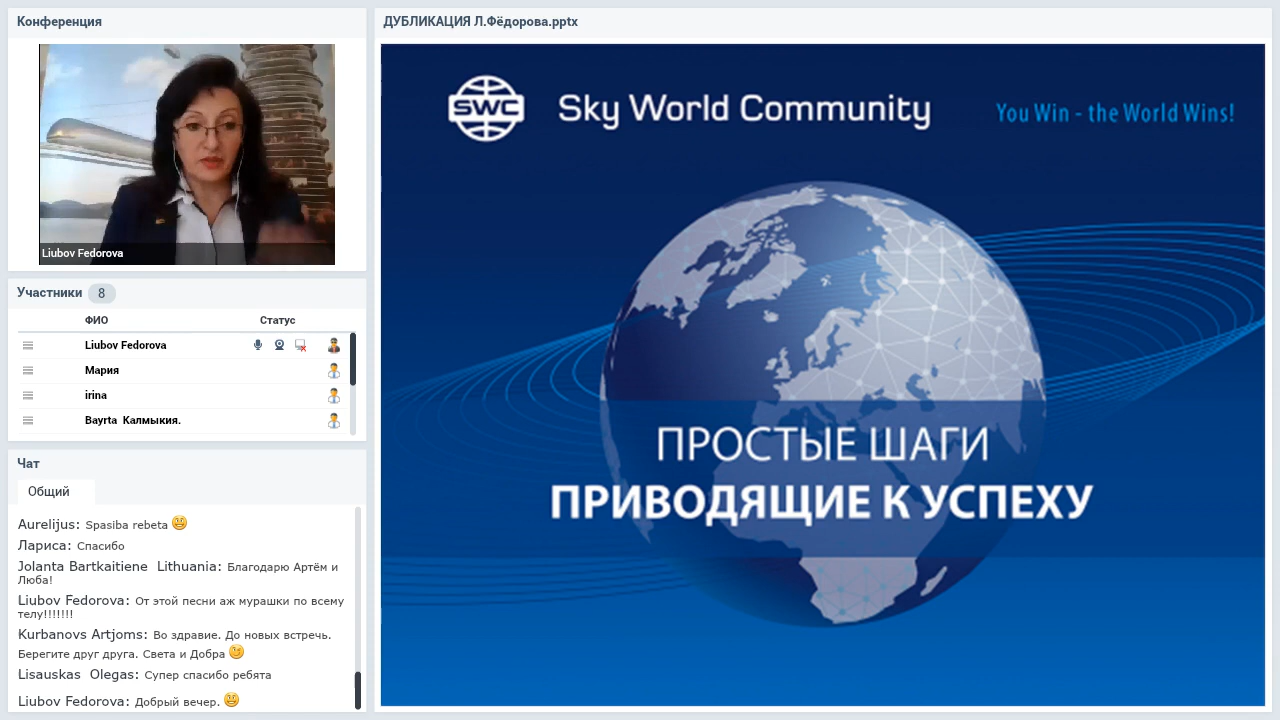 Конференция
Liubov Fedorova
Участники 8
ФИО Статус
Liubov Fedorova
Мария
irina
Bayrta Калмыкия.
Чат
Общий
Aurelijus: Spasiba rebeta
Лариса: Спасибо
Jolanta Bartkaitiene Lithuania: Благодарю Артём и
Люба!
Liubov Fedorova: От этой песни аж мурашки по всему
телу!!!!!!!
Kurbanovs Artjoms: Во здравие. До новых встречь.
Берегите друг друга. Света и Добра
Lisauskas Olegas: Супер спасибо ребята
Liubov Fedorova: Добрый вечер.
ДУБЛИКАЦИЯ Л.Фёдорова.pptx
SWC Sky World Community
You Win - the World Wins!
ПРОСТЫЕ ШАГИ
ПРИВОДЯЩИЕ К УСПЕХУ